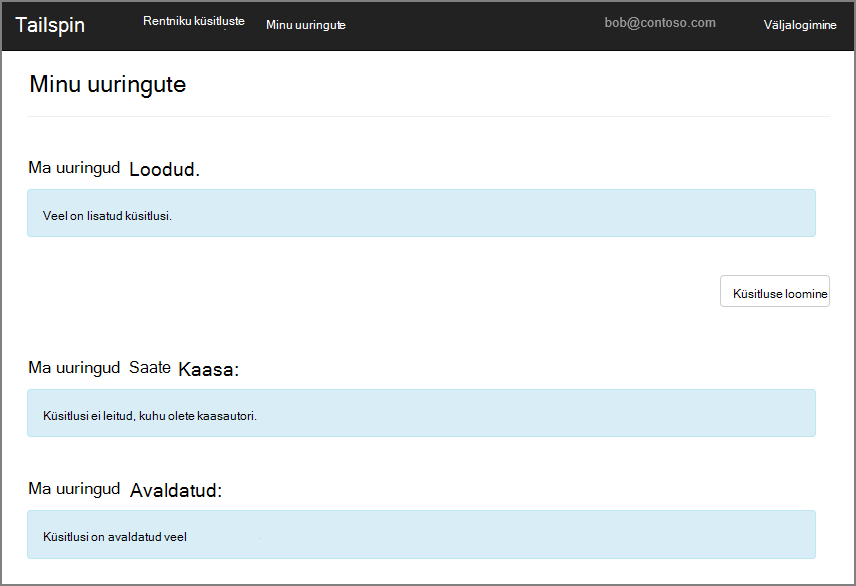 Tailspin Rentniku küsitluste Minu uuringute bob@contoso.com Väljalogimine
Minu uuringute
Ma uuringud Loodud.
Veel on lisatud küsitlusi.
Küsitluse loomine
Ma uuringud Saate Kaasa:
Küsitlusi ei leitud, kuhu olete kaasautori.
Ma uuringud Avaldatud:
Küsitlusi on avaldatud veel